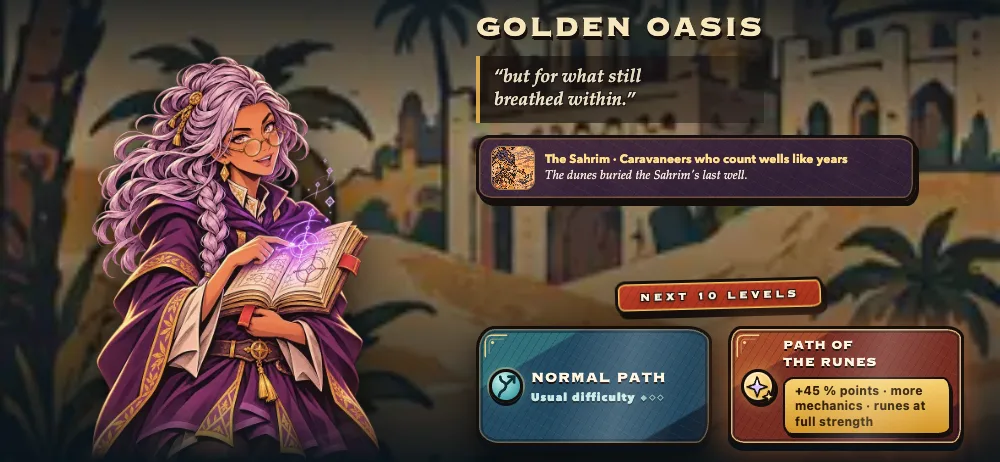 GOLDEN OASIS
“but for what still
breathed within.”
The Sahrim · Caravaneers who count wells like years
The dunes buried the Sahrim's last well.
NEXT 10 LEVELS
NORMAL PATH
Usual difficulty
PATH OF
THE RUNES
+45 % points · more
mechanics · runes at
full strength